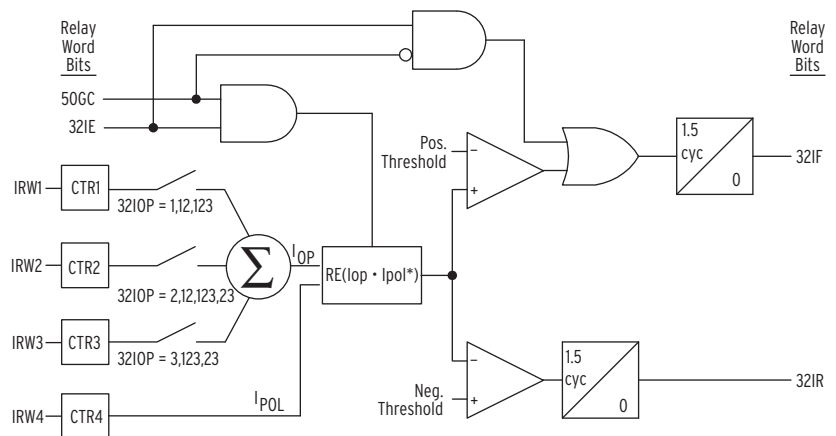 Relay
Word
Bits
Relay
Word
Bits
50GC
32IE
Pos.
Threshold
−
+
1.5
cyc
0
32IF
IRW1
CTR1
32IOP = 1,12,123
IRW2
CTR2
32IOP = 2,12,123,23
Σ
IOP
RE(Iop • Ipol*)
IRW3
CTR3
32IOP = 3,123,23
−
+
Neg.
Threshold
1.5
cyc
0
32IR
IRW4
CTR4
IPOL